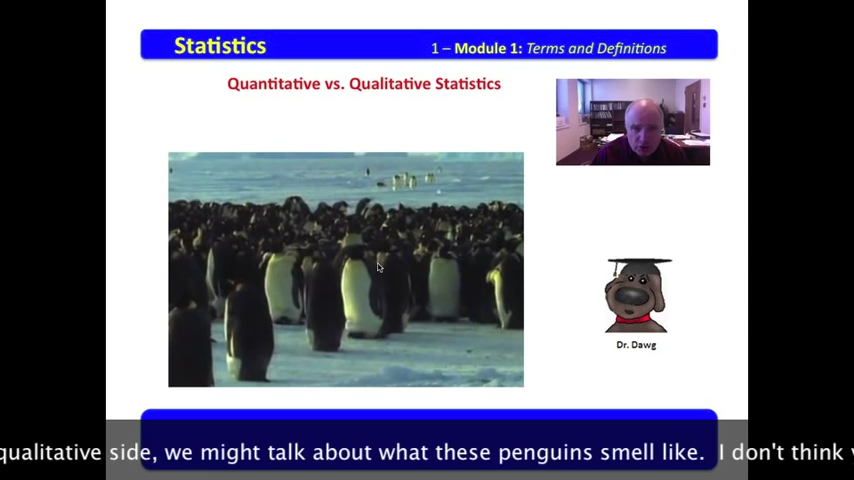 Statistics
1 – Module 1: Terms and Definitions
Quantitative vs. Qualitative Statistics
Dr. Dawg
qualitative side, we might talk about what these penguins smell like.  I don't think